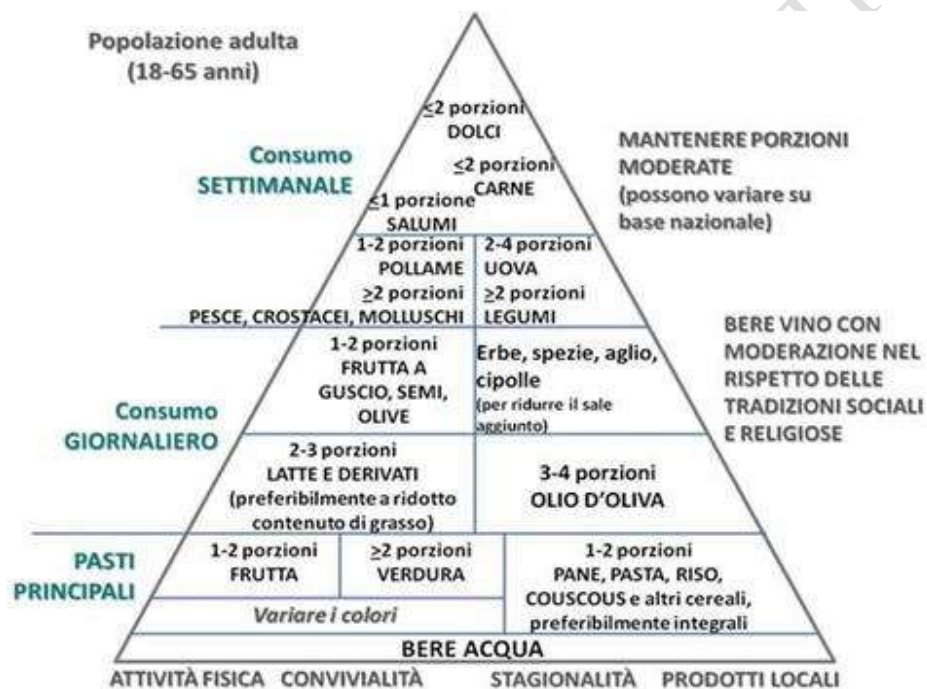 Popolazione adulta
(18-65 anni)
≤2 porzioni
DOLCI
Consumo
SETTIMANALE
≤2 porzioni
CARNE
≤1 porzione
SALUMI
MANTENERE PORZIONI
MODERATE
(possono variare su
base nazionale)
1-2 porzioni
POLLAME
2-4 porzioni
UOVA
≥2 porzioni
PESCE, CROSTACEI, MOLLUSCHI
≥2 porzioni
LEGUMI
BERE VINO CON
MODERAZIONE NEL
RISPETTO DELLE
TRADIZIONI SOCIALI
E RELIGIOSE
Consumo
GIORNALIERO
1-2 porzioni
FRUTTA A
GUSCIO, SEMI,
OLIVE
Erbe, spezie, aglio,
cipolle
(per ridurre il sale
aggiunto)
2-3 porzioni
LATTE E DERIVATI
(preferibilmente a ridotto
contenuto di grasso)
3-4 porzioni
OLIO D'OLIVA
PASTI
PRINCIPALI
1-2 porzioni
FRUTTA
≥2 porzioni
VERDURA
Variare i colori
1-2 porzioni
PANE, PASTA, RISO,
COUSCOUS e altri cereali,
preferibilmente integrali
BERE ACQUA
ATTIVITÀ FISICA CONVIVIALITÀ STAGIONALITÀ PRODOTTI LOCALI